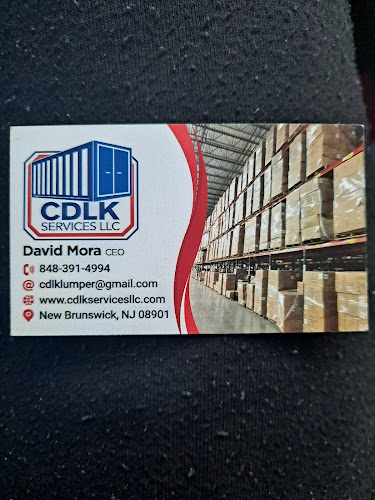 CDLK
SERVICES LLC
David Mora CEO
848-391-4994
cdlklumper@gmail.com
www.cdlkservicesllc.com
New Brunswick, NJ 08901